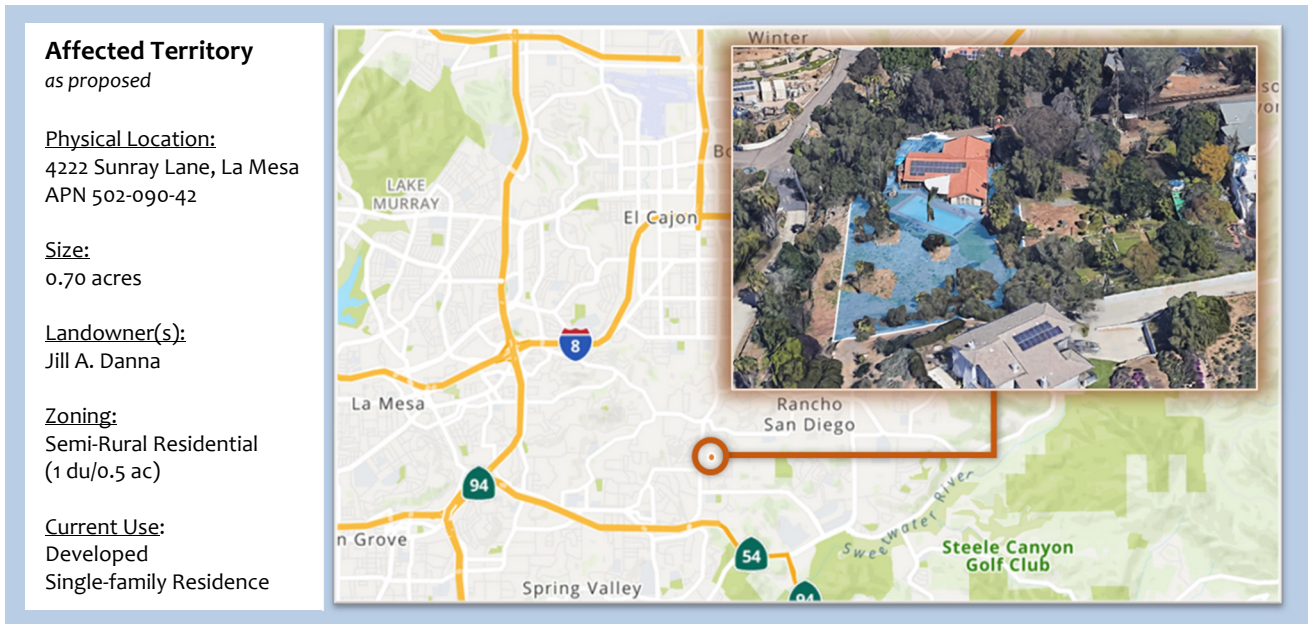 Affected Territory
as proposed
Physical Location:
4222 Sunray Lane, La Mesa
APN 502-090-42
Size:
0.70 acres
Landowner(s):
Jill A. Danna
Zoning:
Semi-Rural Residential
(1 du/0.5 ac)
Current Use:
Developed
Single-family Residence
Winter
LAKE
MURRAY
El Cajon
8
La Mesa
Rancho
San Diego
94
n Grove
Sweetwater River
54
Steele Canyon
Golf Club
Spring Valley
94